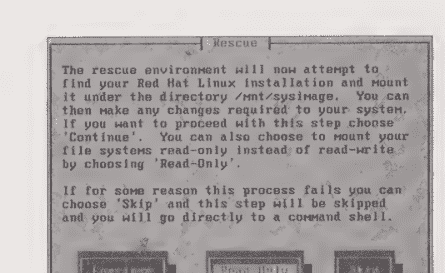 Rescue
The rescue environment will now attempt to
find your Red Hat Linux installation and mount
it under the directory /mnt/sysimage. You can
then make any changes required to your system.
If you want to proceed with this step choose
'Continue'. You can also choose to mount your
file systems read-only instead of read-write
by choosing 'Read-Only'.
If for some reason this process fails you can
choose 'Skip' and this step will be skipped
and you will go directly to a command shell.
Continue Read-Only Skip